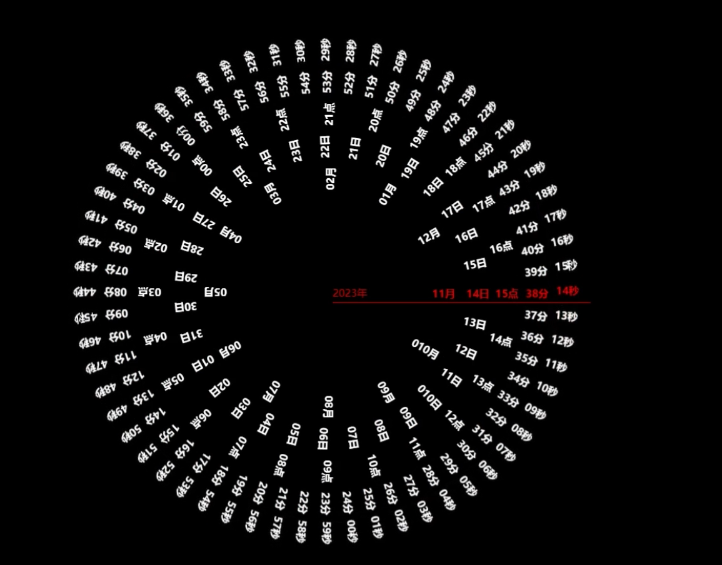 2023年 11月 14日 15点 38分 14秒
12月 01月 02月 03月 04月 05月 06月 07月 08月 09月 010月
15日 16日 17日 18日 19日 20日 21日 22日 23日 24日 25日 26日 27日 28日 29日 30日 31日 01日 02日 03日 04日 05日 06日 07日 08日 09日 010日 11日 12日 13日
16点 17点 18点 19点 20点 21点 22点 23点 00点 01点 02点 03点 04点 05点 06点 07点 08点 09点 10点 11点 12点 13点 14点
39分 40分 41分 42分 43分 44分 45分 46分 47分 48分 49分 50分 51分 52分 53分 54分 55分 56分 57分 58分 59分 00分 01分 02分 03分 04分 05分 06分 07分 08分 09分 10分 11分 12分 13分 14分 15分 16分 17分 18分 19分 20分 21分 22分 23分 24分 25分 26分 27分 28分 29分 30分 31分 32分 33分 34分 35分 36分 37分
15秒 16秒 17秒 18秒 19秒 20秒 21秒 22秒 23秒 24秒 25秒 26秒 27秒 28秒 29秒 30秒 31秒 32秒 33秒 34秒 35秒 36秒 37秒 38秒 39秒 40秒 41秒 42秒 43秒 44秒 45秒 46秒 47秒 48秒 49秒 50秒 51秒 52秒 53秒 54秒 55秒 56秒 57秒 58秒 59秒 00秒 01秒 02秒 03秒 04秒 05秒 06秒 07秒 08秒 09秒 10秒 11秒 12秒 13秒